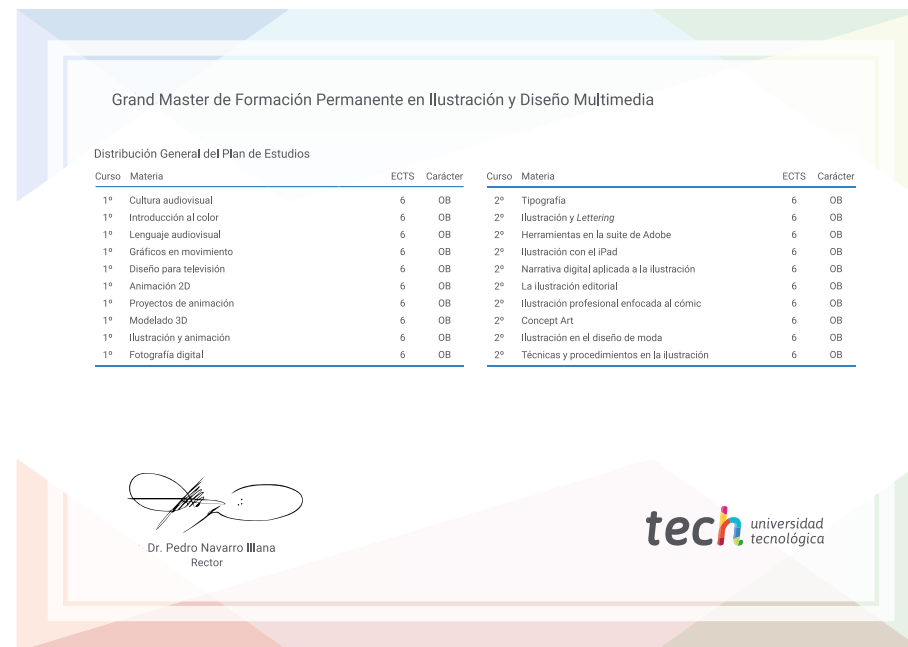 Grand Master de Formación Permanente en Ilustración y Diseño Multimedia
Distribución General del Plan de Estudios
Curso Materia ECTS Carácter
1º Cultura audiovisual 6 OB
1º Introducción al color 6 OB
1º Lenguaje audiovisual 6 OB
1º Gráficos en movimiento 6 OB
1º Diseño para televisión 6 OB
1º Animación 2D 6 OB
1º Proyectos de animación 6 OB
1º Modelado 3D 6 OB
1º Ilustración y animación 6 OB
1º Fotografía digital 6 OB
Curso Materia ECTS Carácter
2º Tipografía 6 OB
2º Ilustración y Lettering 6 OB
2º Herramientas en la suite de Adobe 6 OB
2º Ilustración con el iPad 6 OB
2º Narrativa digital aplicada a la ilustración 6 OB
2º La ilustración editorial 6 OB
2º Ilustración profesional enfocada al cómic 6 OB
2º Concept Art 6 OB
2º Ilustración en el diseño de moda 6 OB
2º Técnicas y procedimientos en la ilustración 6 OB
Dr. Pedro Navarro Illana
Rector
tech universidad
tecnológica